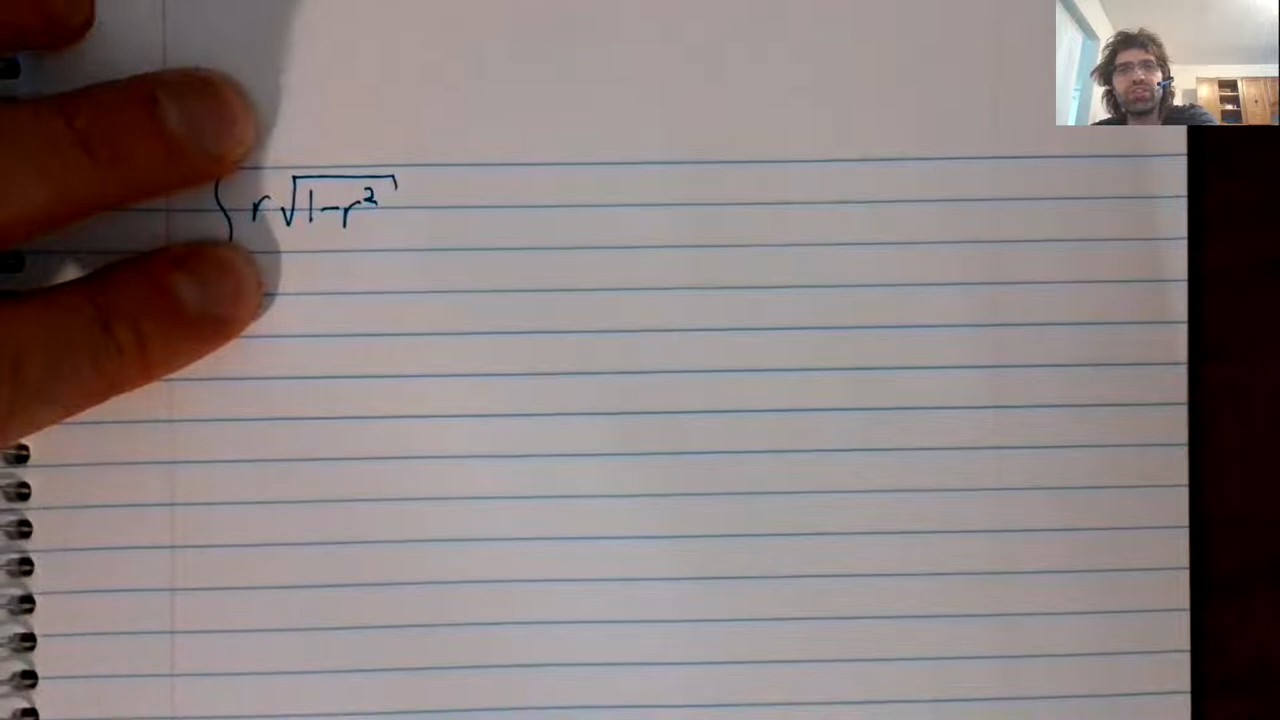 ∫ r√(1-r²)